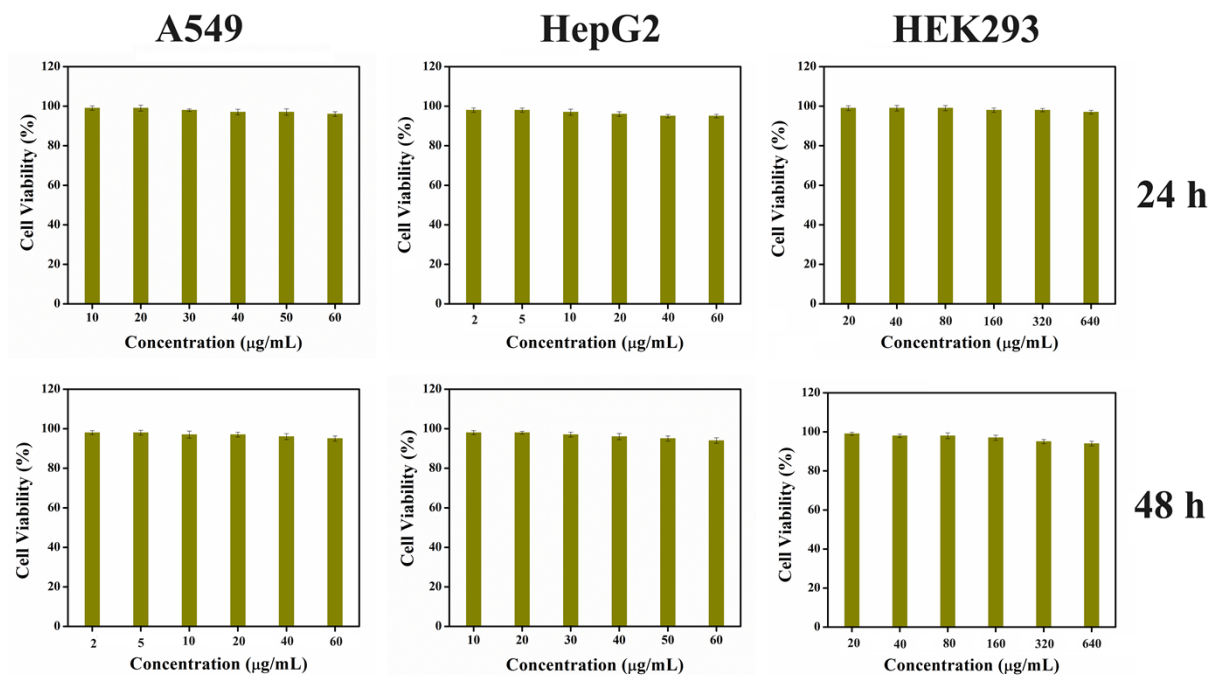 A549 HepG2 HEK293
120
100
80
60
40
20
0
Cell Viability (%)
10 20 30 40 50 60
Concentration (μg/mL)
120
100
80
60
40
20
0
Cell Viability (%)
2 5 10 20 40 60
Concentration (μg/mL)
120
100
80
60
40
20
0
Cell Viability (%)
20 40 80 160 320 640
Concentration (μg/mL)
24 h
120
100
80
60
40
20
0
Cell Viability (%)
2 5 10 20 40 60
Concentration (μg/mL)
120
100
80
60
40
20
0
Cell Viability (%)
10 20 30 40 50 60
Concentration (μg/mL)
120
100
80
60
40
20
0
Cell Viability (%)
20 40 80 160 320 640
Concentration (μg/mL)
48 h